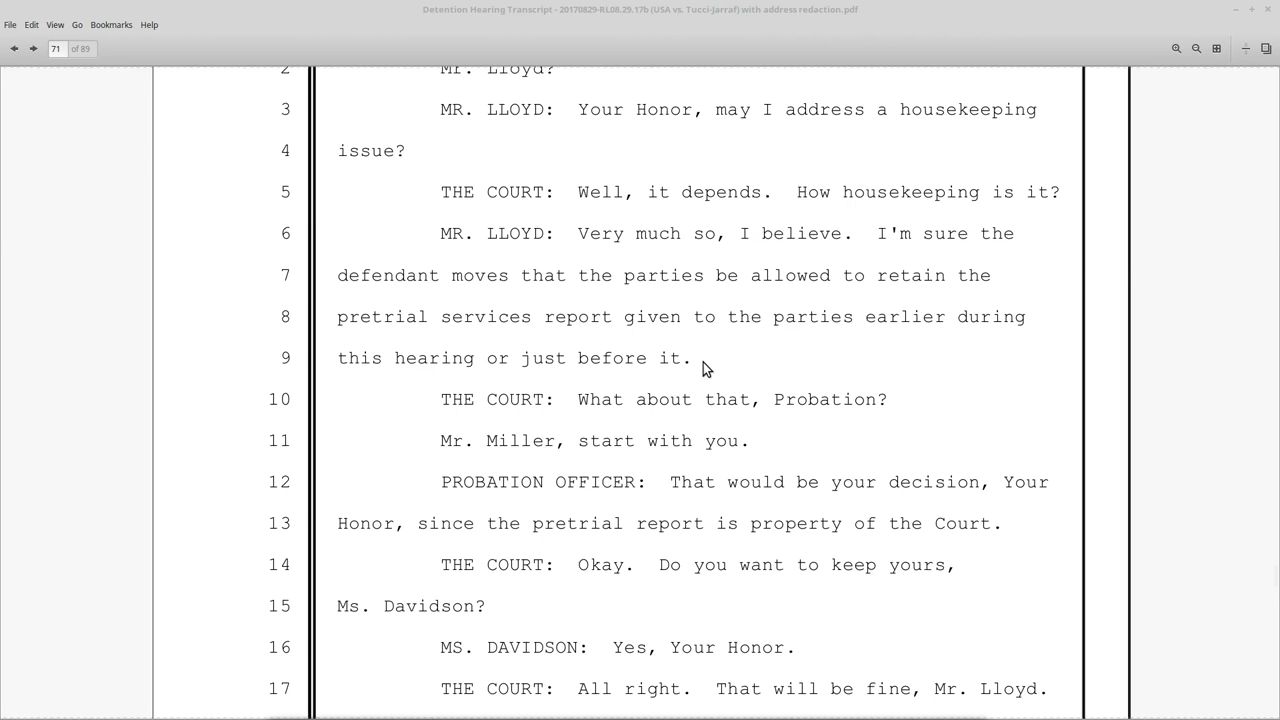 Detention Hearing Transcript - 20170829-RL08.29.17b (USA vs. Tucci-Jarraf) with address redaction.pdf
File Edit View Go Bookmarks Help
71 of 89
2 Mr. Lloyd?
3 MR. LLOYD: Your Honor, may I address a housekeeping
4 issue?
5 THE COURT: Well, it depends. How housekeeping is it?
6 MR. LLOYD: Very much so, I believe. I'm sure the
7 defendant moves that the parties be allowed to retain the
8 pretrial services report given to the parties earlier during
9 this hearing or just before it.
10 THE COURT: What about that, Probation?
11 Mr. Miller, start with you.
12 PROBATION OFFICER: That would be your decision, Your
13 Honor, since the pretrial report is property of the Court.
14 THE COURT: Okay. Do you want to keep yours,
15 Ms. Davidson?
16 MS. DAVIDSON: Yes, Your Honor.
17 THE COURT: All right. That will be fine, Mr. Lloyd.